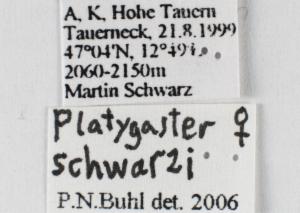 A, K, Hohe Tauern
Tauerneck, 21.8.1999
47°04'N, 12°49'
2060-2150m
Martin Schwarz
Platygaster ♀
schwarzi
P.N.Buhl det. 2006